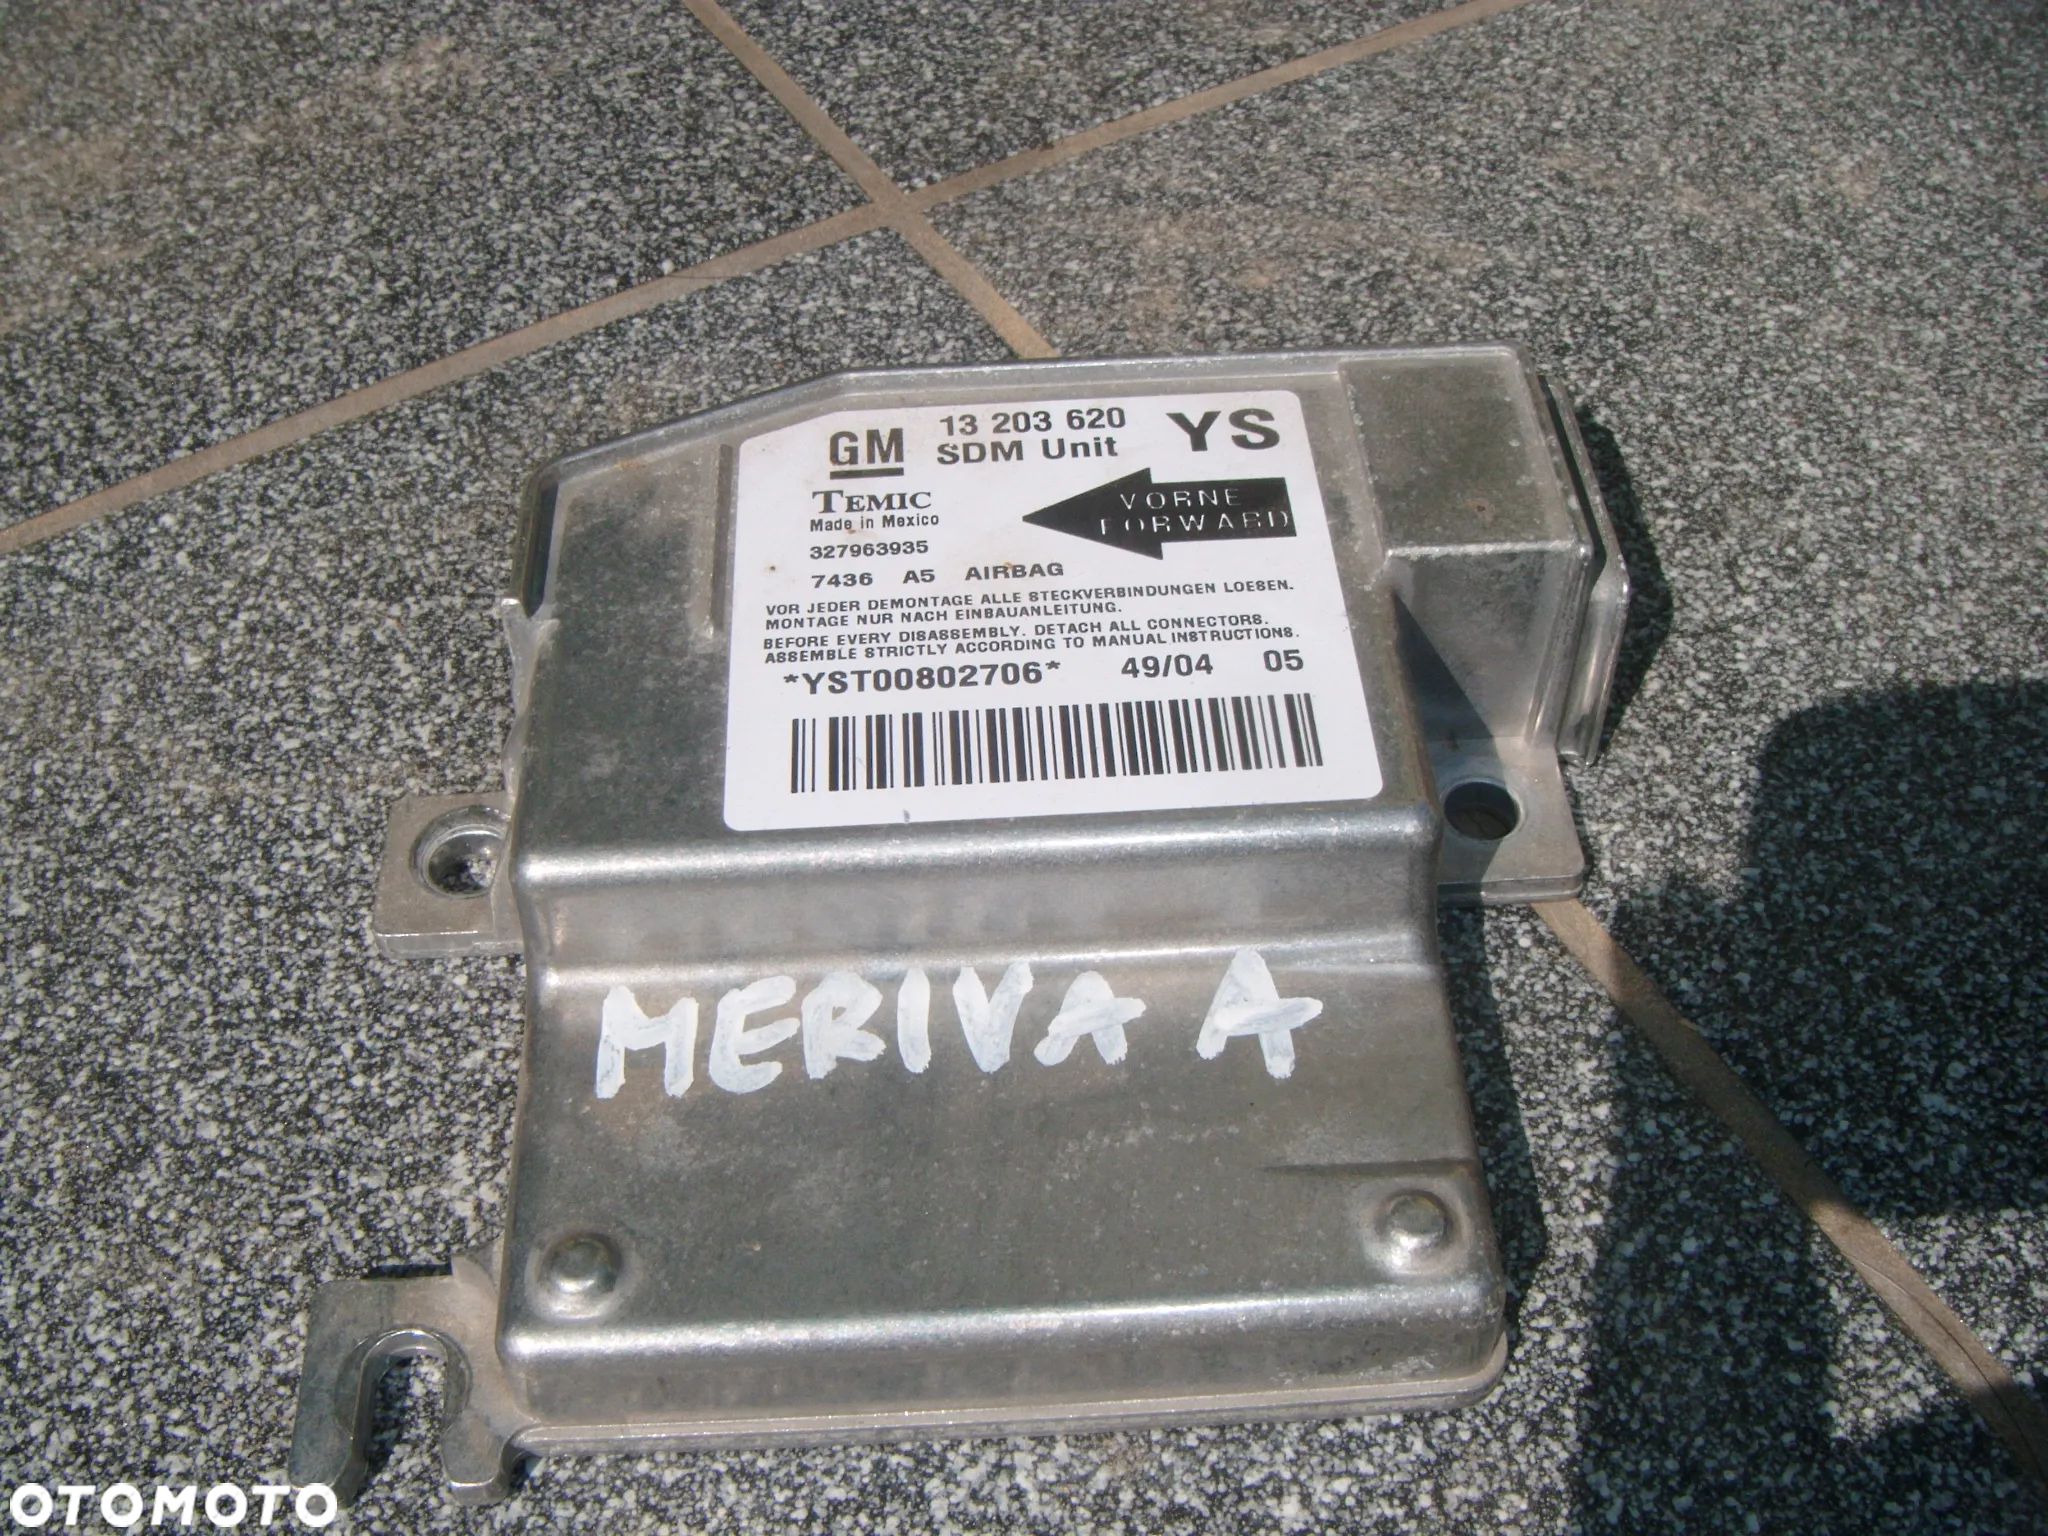 GM 13 203 620 YS
SDM Unit
TEMIC
Made in Mexico
VORNE
FORWARD
327963935
7436 A5 AIRBAG
VOR JEDER DEMONTAGE ALLE STECKVERBINDUNGEN LOESEN.
MONTAGE NUR NACH EINBAUANLEITUNG.
BEFORE EVERY DISASSEMBLY. DETACH ALL CONNECTORS.
ASSEMBLE STRICTLY ACCORDING TO MANUAL INSTRUCTIONS.
*YST00802706* 49/04 05
MERIVA A
OTOMOTO